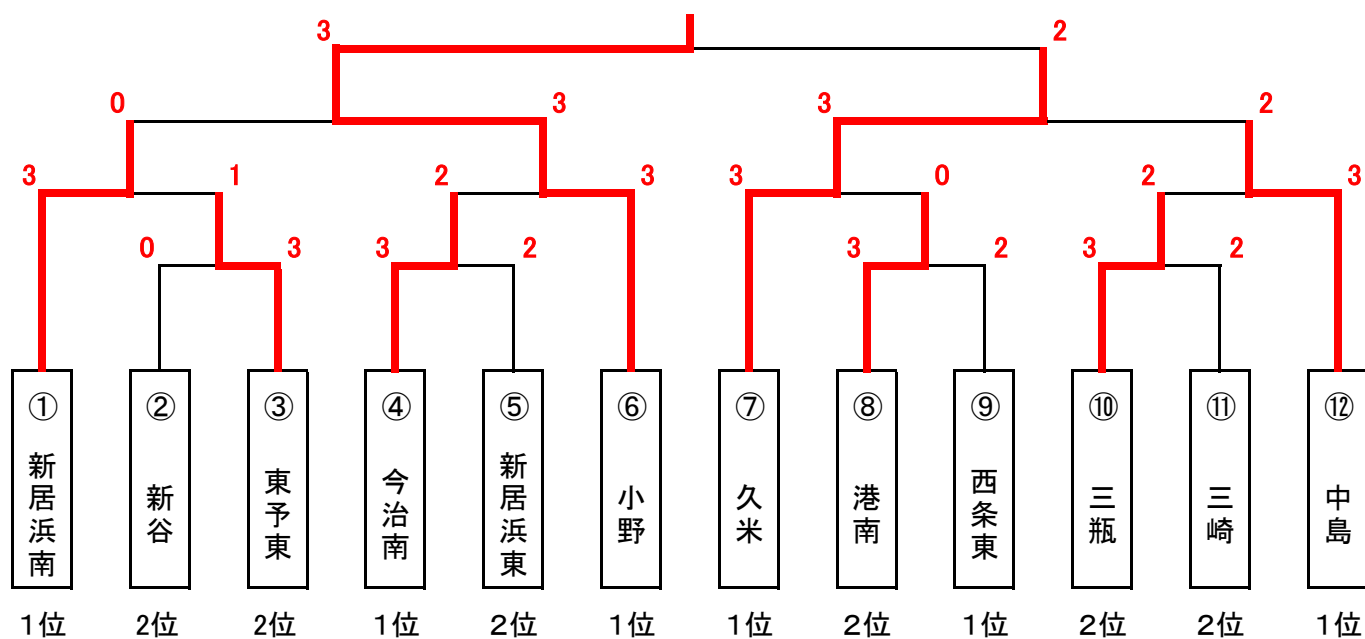 3 2
0 3 3 2
3 1 2 3 3 0 2 3
0 3 3 2 3 2 3 2
① ② ③ ④ ⑤ ⑥ ⑦ ⑧ ⑨ ⑩ ⑪ ⑫
新居浜南
新谷
東予東
今治南
新居浜東
小野
久米
港南
西条東
三瓶
三崎
中島
1位 2位 2位 1位 2位 1位 1位 2位 1位 2位 2位 1位